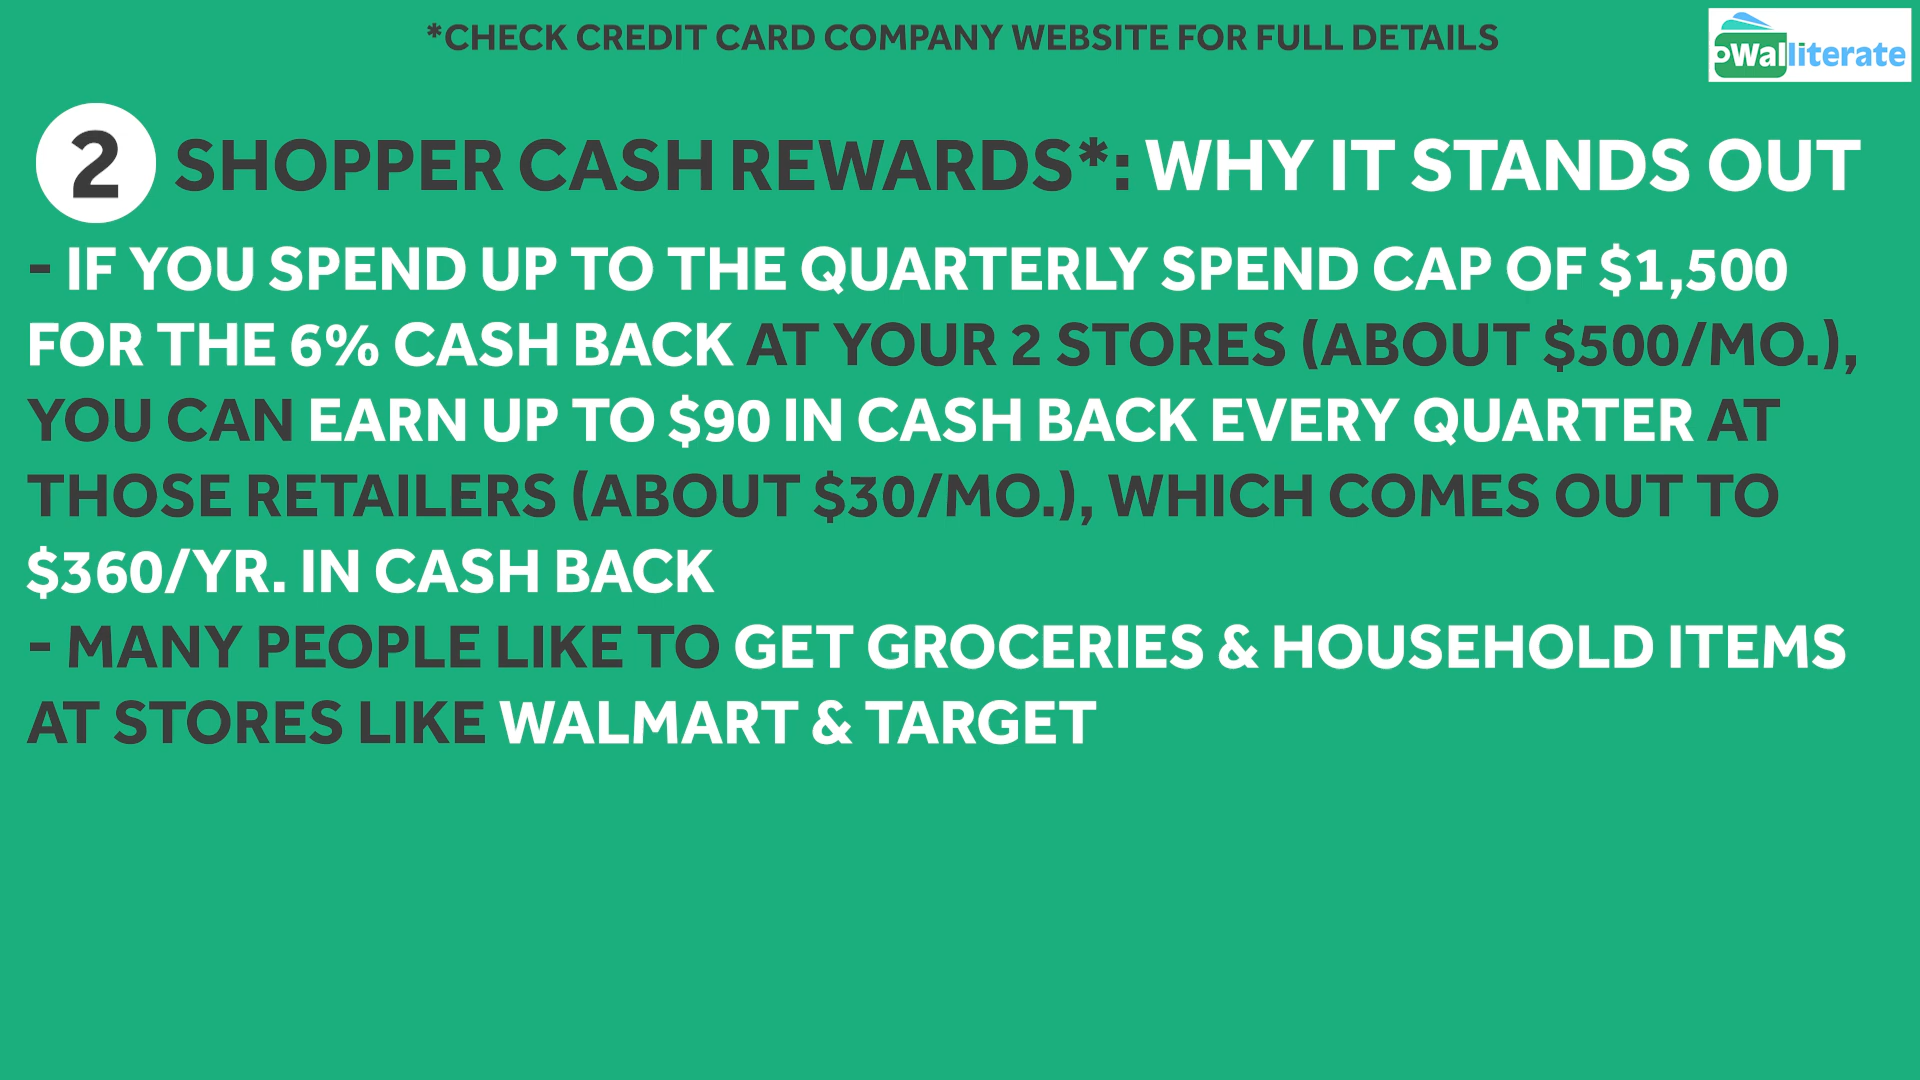 *CHECK CREDIT CARD COMPANY WEBSITE FOR FULL DETAILS
Walliterate
2 SHOPPER CASH REWARDS*: WHY IT STANDS OUT
- IF YOU SPEND UP TO THE QUARTERLY SPEND CAP OF $1,500
FOR THE 6% CASH BACK AT YOUR 2 STORES (ABOUT $500/MO.),
YOU CAN EARN UP TO $90 IN CASH BACK EVERY QUARTER AT
THOSE RETAILERS (ABOUT $30/MO.), WHICH COMES OUT TO
$360/YR. IN CASH BACK
- MANY PEOPLE LIKE TO GET GROCERIES & HOUSEHOLD ITEMS
AT STORES LIKE WALMART & TARGET